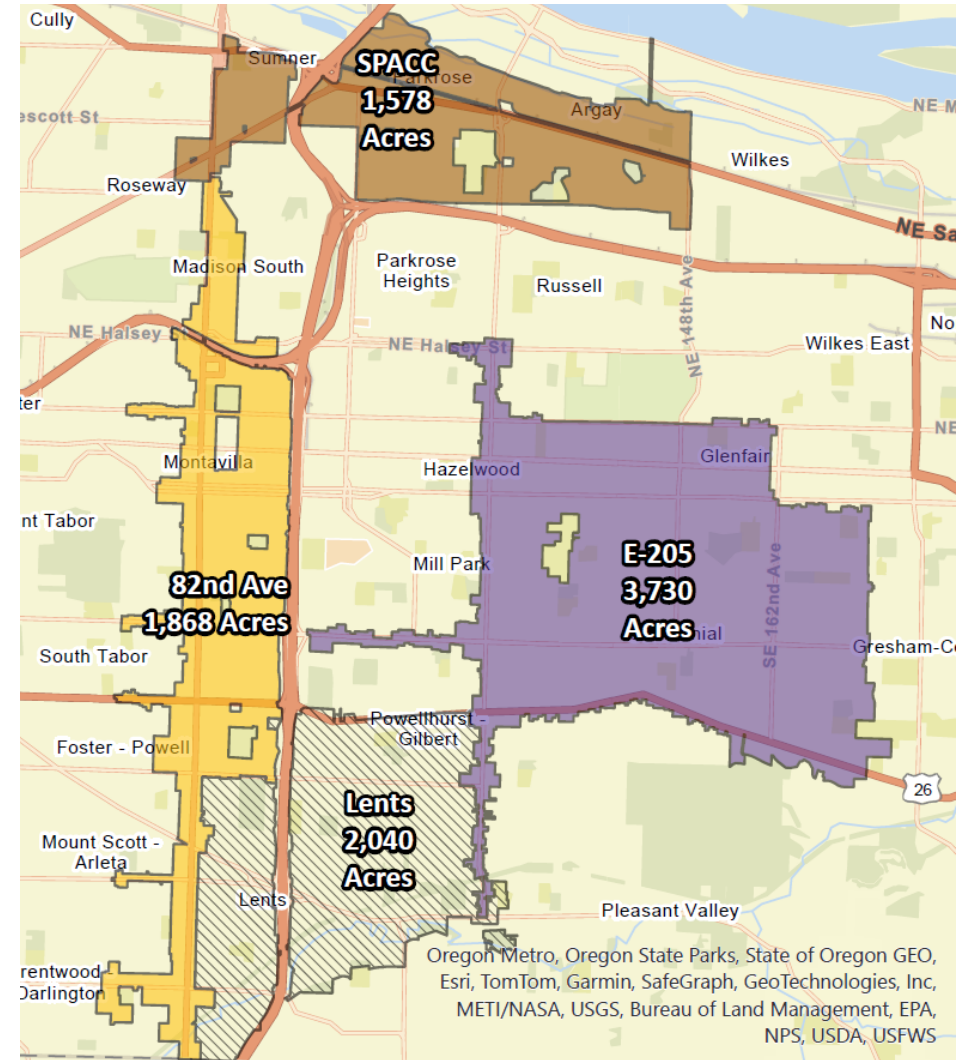 Cully
Sumner
SPACC
1,578
Acres
Parkrose
Argay
NE M
escott St
Wilkes
Roseway
NE Sa
Madison South
Parkrose
Heights
Russell
NE 148th Ave
NE Halsey St
NE Halsey St
No
Wilkes East
ter
NE
Montavilla
Hazelwood
Glenfair
nt Tabor
Mill Park
E-205
3,730
Acres
82nd Ave
1,868 Acres
SE 162nd Ave
nial
South Tabor
Gresham-Ce
Powellhurst -
Gilbert
Foster - Powell
26
Lents
2,040
Acres
Mount Scott -
Arleta
Lents
Pleasant Valley
rentwood
Darlington
Oregon Metro, Oregon State Parks, State of Oregon GEO,
Esri, TomTom, Garmin, SafeGraph, GeoTechnologies, Inc,
METI/NASA, USGS, Bureau of Land Management, EPA,
NPS, USDA, USFWS